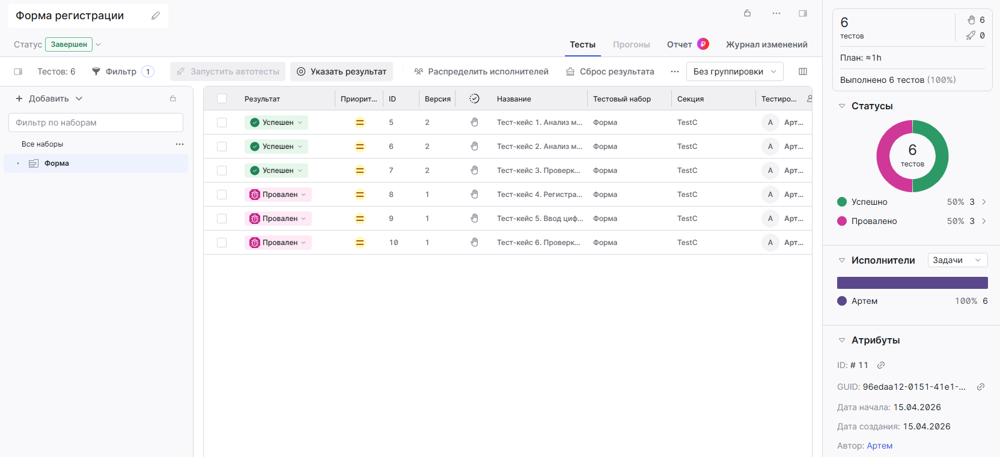 Форма регистрации
Статус Завершен
Тесты Прогоны Отчет ₽ Журнал изменений
Тестов: 6 Фильтр 1 Запустить автотесты Указать результат Распределить исполнителей Сброс результата ... Без группировки
Добавить
Фильтр по наборам
Все наборы ...
Форма
Результат Приорит... ID Версия Название Тестовый набор Секция Тестиро...
Успешен 5 2 Тест-кейс 1. Анализ м... Форма TestC A Арт...
Успешен 6 2 Тест-кейс 2. Анализ м... Форма TestC A Арт...
Успешен 7 2 Тест-кейс 3. Проверк... Форма TestC A Арт...
Провален 8 1 Тест-кейс 4. Регистра... Форма TestC A Арт...
Провален 9 1 Тест-кейс 5. Ввод циф... Форма TestC A Арт...
Провален 10 1 Тест-кейс 6. Проверк... Форма TestC A Арт...
6 6
тестов 0
План: ≈1h
Выполнено 6 тестов (100%)
Статусы
6
тестов
Успешно 50% 3
Провалено 50% 3
Исполнители Задачи
Артем 100% 6
Атрибуты
ID: # 11
GUID: 96edaa12-0151-41e1-...
Дата начала: 15.04.2026
Дата создания: 15.04.2026
Автор: Артем